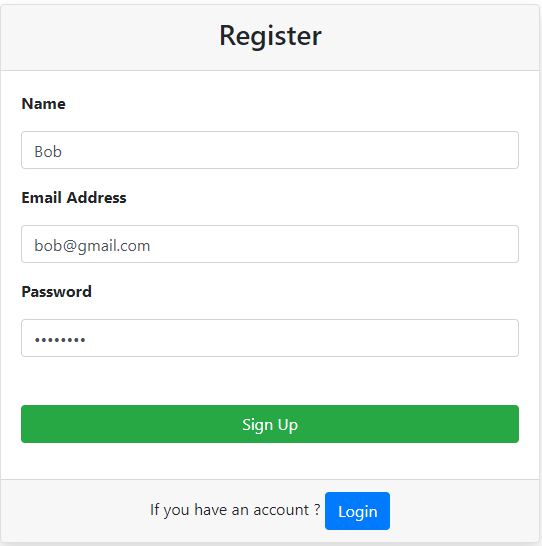 Register
Name
Bob
Email Address
bob@gmail.com
Password
••••••••
Sign Up
If you have an account ? Login